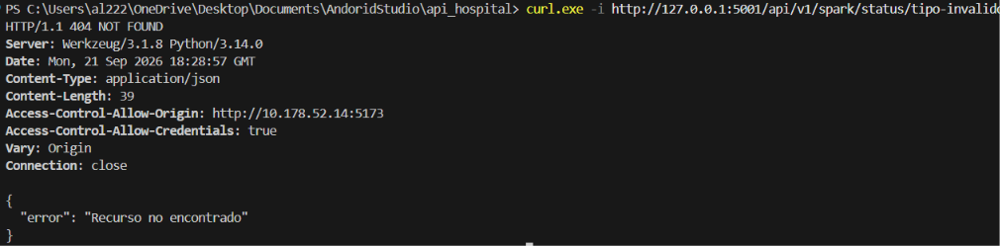 PS C:\Users\al222\OneDrive\Desktop\Documents\AndoridStudio\api_hospital> curl.exe -i http://127.0.0.1:5001/api/v1/spark/status/tipo-invalido
HTTP/1.1 404 NOT FOUND
Server: Werkzeug/3.1.8 Python/3.14.0
Date: Mon, 21 Sep 2026 18:28:57 GMT
Content-Type: application/json
Content-Length: 39
Access-Control-Allow-Origin: http://10.178.52.14:5173
Access-Control-Allow-Credentials: true
Vary: Origin
Connection: close
{
"error": "Recurso no encontrado"
}